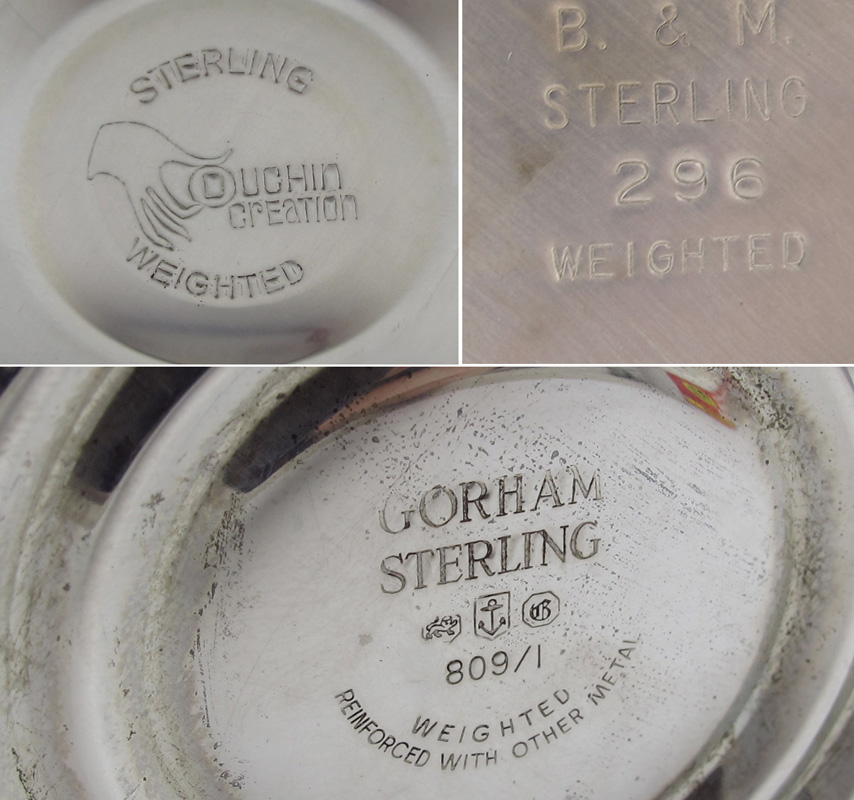 STERLING
DUCHIN
CREATION
WEIGHTED
B. & M.
STERLING
296
WEIGHTED
GORHAM
STERLING
G
809/1
WEIGHTED
REINFORCED WITH OTHER METAL